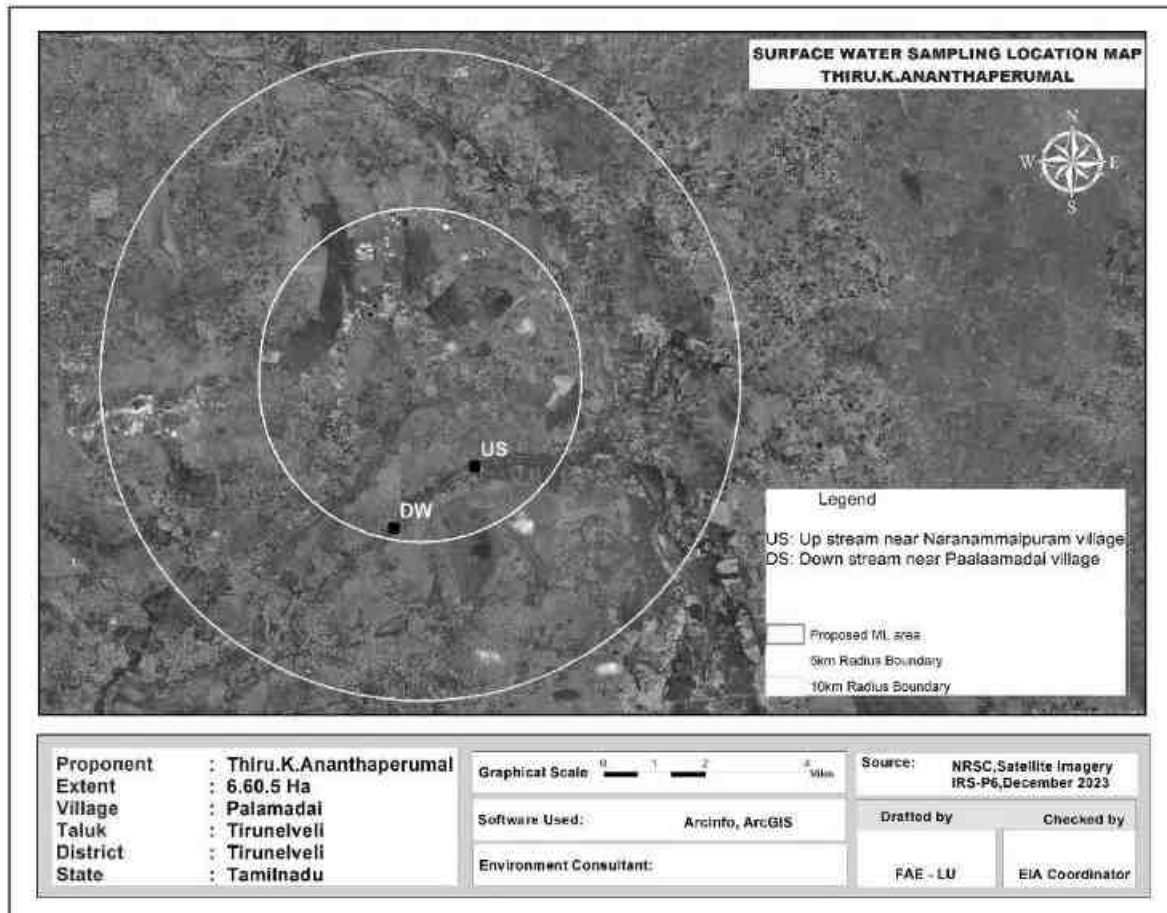 SURFACE WATER SAMPLING LOCATION MAP
THIRU.K.ANANTHAPERUMAL
N
W E
S
US
DW
Legend
US: Up stream near Naranammalpuram village
DS: Down stream near Paalaamadai village
Proposed ML area
5km Radius Boundary
10km Radius Boundary
Proponent : Thiru.K.Ananthaperumal
Extent : 6.60.5 Ha
Village : Palamadai
Taluk : Tirunelveli
District : Tirunelveli
State : Tamilnadu
Graphical Scale 0 1 2 4
Software Used: Arcinfo, ArcGIS
Environment Consultant:
Source: NRSC,Satellite Imagery
IRS-P6,December 2023
Drafted by Checked by
FAE - LU EIA Coordinator